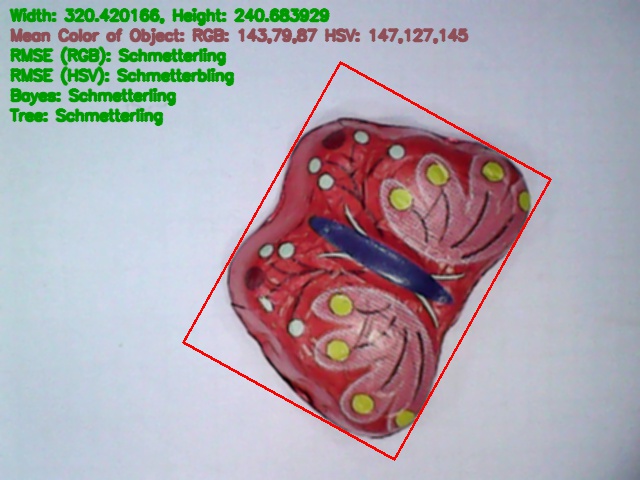 Width: 320.420166, Height: 240.683929
Mean Color of Object: RGB: 143,79,87 HSV: 147,127,145
RMSE (RGB): Schmetterling
RMSE (HSV): Schmetterbling
Bayes: Schmetterling
Tree: Schmetterling